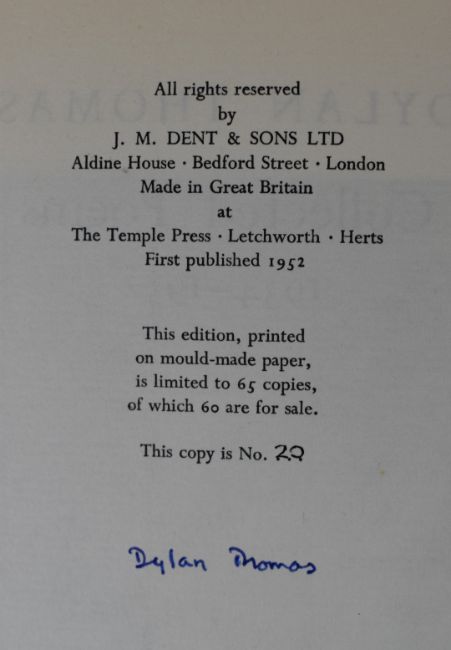 All rights reserved
by
J. M. DENT & SONS LTD
Aldine House · Bedford Street · London
Made in Great Britain
at
The Temple Press · Letchworth · Herts
First published 1952
This edition, printed
on mould-made paper,
is limited to 65 copies,
of which 60 are for sale.
This copy is No. 29
Dylan Thomas